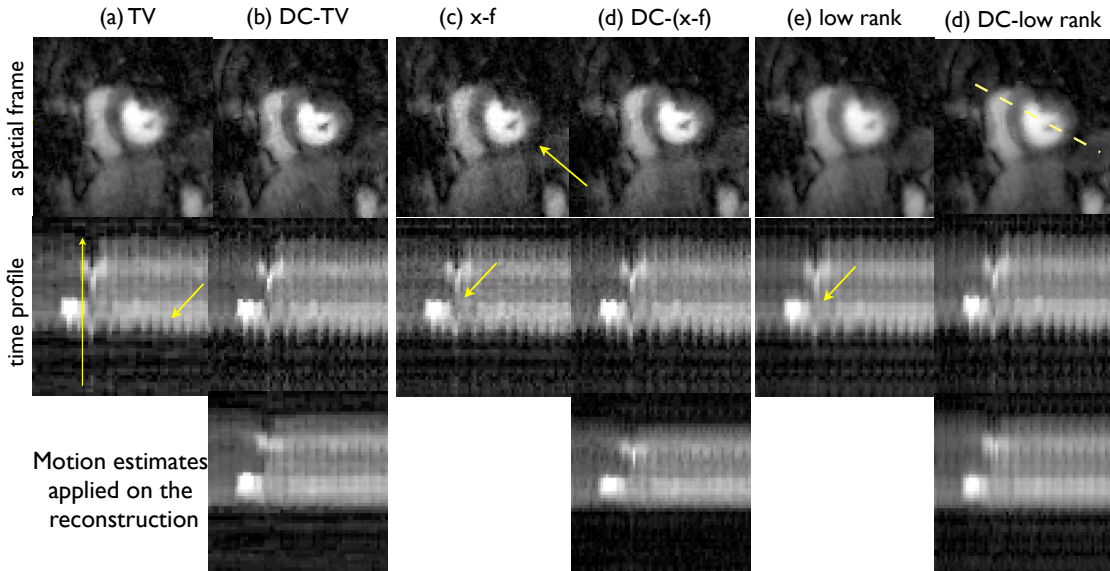 (a) TV
(b) DC-TV
(c) x-f
(d) DC-(x-f)
(e) low rank
(d) DC-low rank
a spatial frame
time profile
Motion estimates
applied on the
reconstruction